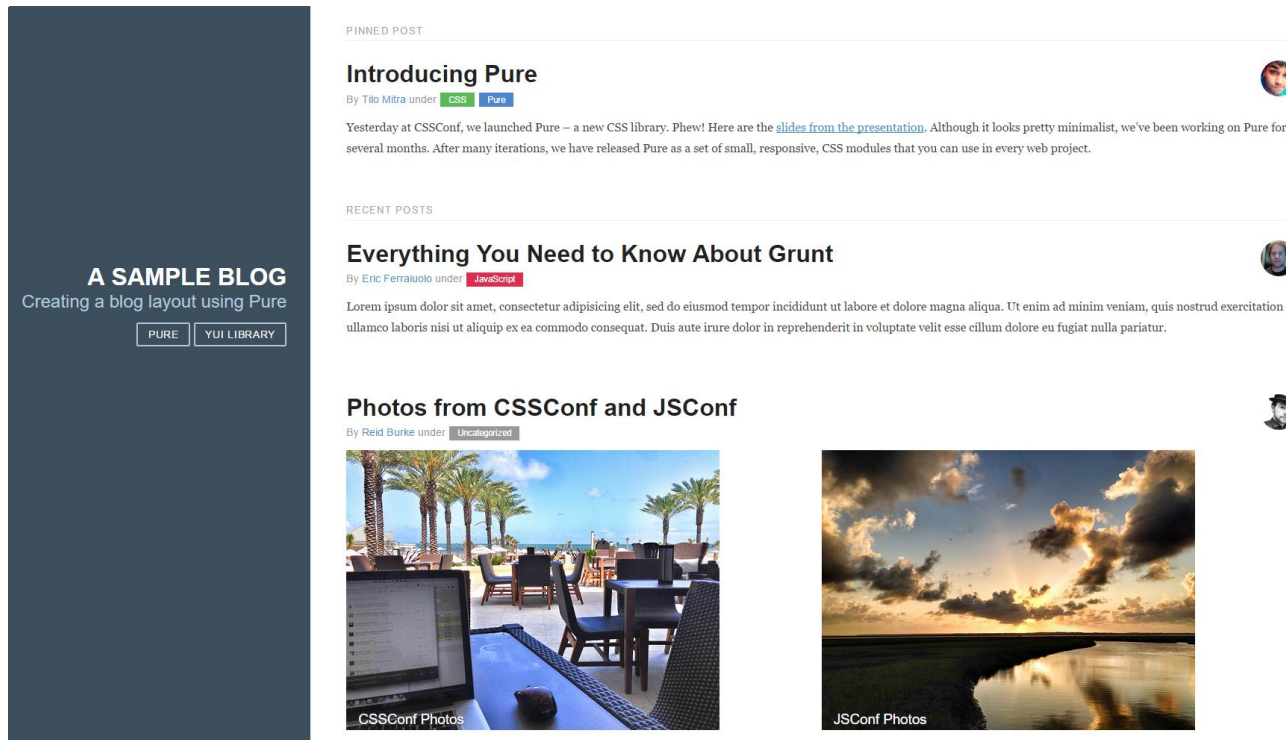 A SAMPLE BLOG
Creating a blog layout using Pure
PURE
YUI LIBRARY
PINNED POST
Introducing Pure
By Tilo Mitra under CSS Pure
Yesterday at CSSConf, we launched Pure – a new CSS library. Phew! Here are the slides from the presentation. Although it looks pretty minimalist, we've been working on Pure for
several months. After many iterations, we have released Pure as a set of small, responsive, CSS modules that you can use in every web project.
RECENT POSTS
Everything You Need to Know About Grunt
By Eric Ferraiuolo under JavaScript
Lorem ipsum dolor sit amet, consectetur adipisicing elit, sed do eiusmod tempor incididunt ut labore et dolore magna aliqua. Ut enim ad minim veniam, quis nostrud exercitation
ullamco laboris nisi ut aliquip ex ea commodo consequat. Duis aute irure dolor in reprehenderit in voluptate velit esse cillum dolore eu fugiat nulla pariatur.
Photos from CSSConf and JSConf
By Reid Burke under Uncategorized
CSSConf Photos
JSConf Photos